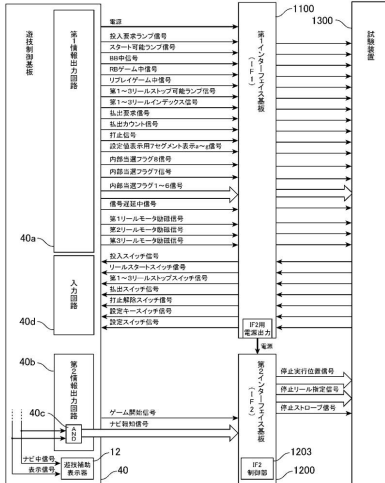 1100
1300
電源
遊技制御基板
第1情報出力回路
第1インターフェイス基板
(IF1)
試験装置
投入要求ランプ信号
スタート可能ランプ信号
BB中信号
RBゲーム中信号
リプレイゲーム中信号
第1~3リールストップ可能ランプ信号
第1~3リールインデックス信号
払出要求信号
払出カウント信号
打止信号
設定値表示用7セグメント表示a~g信号
内部当選フラグ8信号
内部当選フラグ7信号
内部当選フラグ1~6信号
信号遅延中信号
第1リールモータ励磁信号
第2リールモータ励磁信号
第3リールモータ励磁信号
40a
投入スイッチ信号
リールスタートスイッチ信号
第1~3リールストップスイッチ信号
払出スイッチ信号
打止解除スイッチ信号
設定キースイッチ信号
設定スイッチ信号
入力回路
40d
IF2用
電源出力
電源
40b
第2情報出力回路
第2インターフェイス基板
(IF2)
停止実行位置信号
停止リール指定信号
停止ストローブ信号
40c
AND
ゲーム開始信号
ナビ報知信号
ナビ中信号
表示信号
遊技補助
表示器
12
40
IF2
制御部
1203
1200